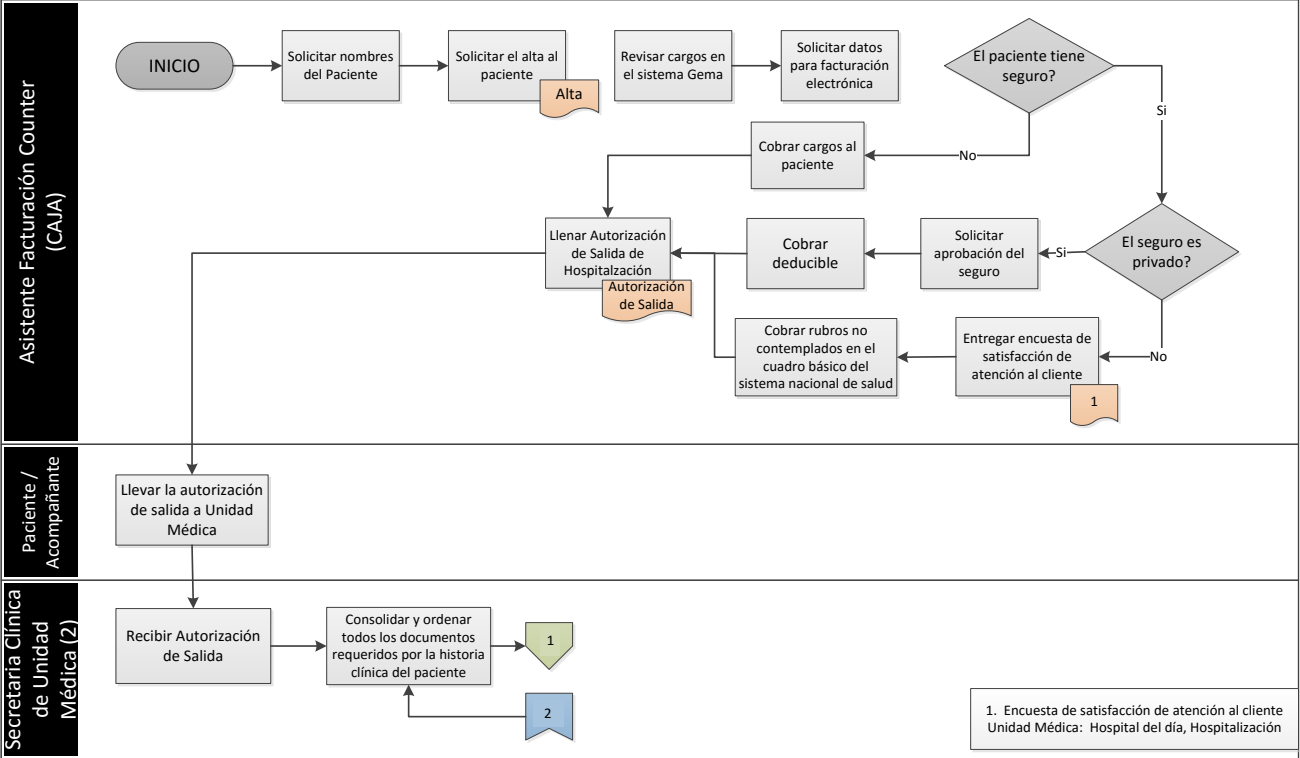 Asistente Facturación Counter
(CAJA)
INICIO
Solicitar nombres
del Paciente
Solicitar el alta al
paciente
Alta
Revisar cargos en
el sistema Gema
Solicitar datos
para facturación
electrónica
El paciente tiene
seguro?
Si
No
Cobrar cargos al
paciente
El seguro es
privado?
Si
Solicitar
aprobación del
seguro
Cobrar
deducible
Llenar Autorización
de Salida de
Hospitalzación
Autorización
de Salida
No
Entregar encuesta de
satisfacción de
atención al cliente
1
Cobrar rubros no
contemplados en el
cuadro básico del
sistema nacional de salud
Paciente /
Acompañante
Llevar la autorización
de salida a Unidad
Médica
Secretaria Clínica
de Unidad
Médica (2)
Recibir Autorización
de Salida
Consolidar y ordenar
todos los documentos
requeridos por la historia
clínica del paciente
1
2
1. Encuesta de satisfacción de atención al cliente
Unidad Médica: Hospital del día, Hospitalización